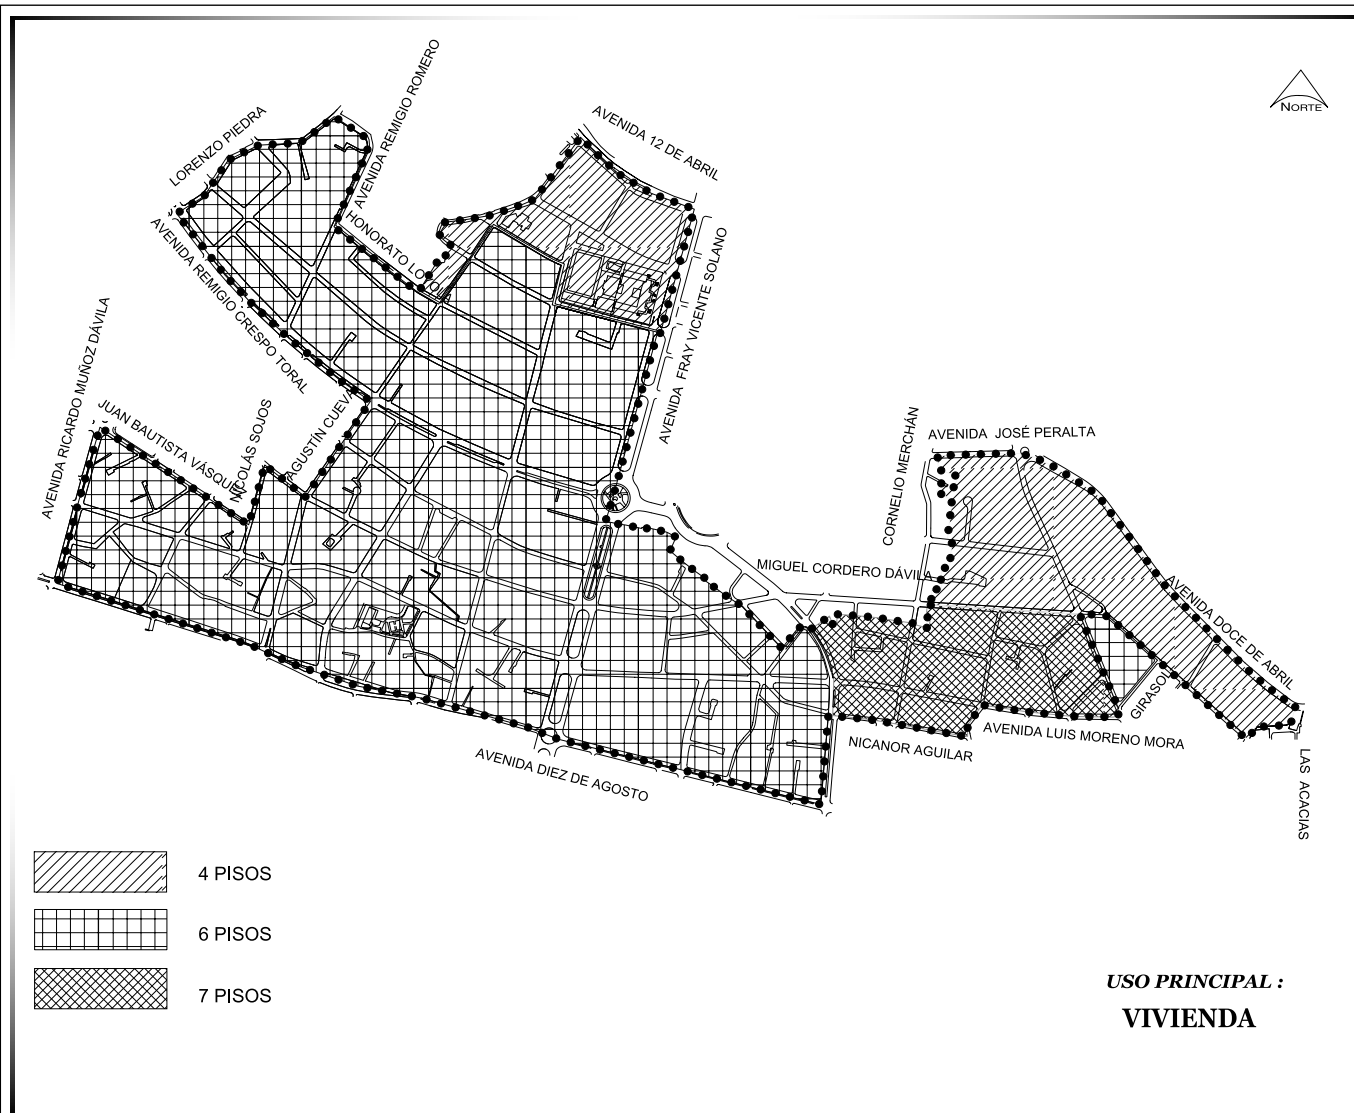 AVENIDA REMIGIO ROMERO
NORTE
LORENZO PIEDRA
AVENIDA 12 DE ABRIL
HONORATO LOYOLA
AVENIDA REMIGIO CRESPO TORAL
AVENIDA FRAY VICENTE SOLANO
AVENIDA RICARDO MUÑOZ DÁVILA
JUAN BAUTISTA VÁSQUEZ
NICOLÁS SOJOS
AGUSTÍN CUEVA
CORNELIO MERCHÁN
AVENIDA JOSÉ PERALTA
MIGUEL CORDERO DÁVILA
AVENIDA DOCE DE ABRIL
GIRASOL
AVENIDA LUIS MORENO MORA
NICANOR AGUILAR
AVENIDA DIEZ DE AGOSTO
LAS ACACIAS
4 PISOS
6 PISOS
7 PISOS
USO PRINCIPAL :
VIVIENDA